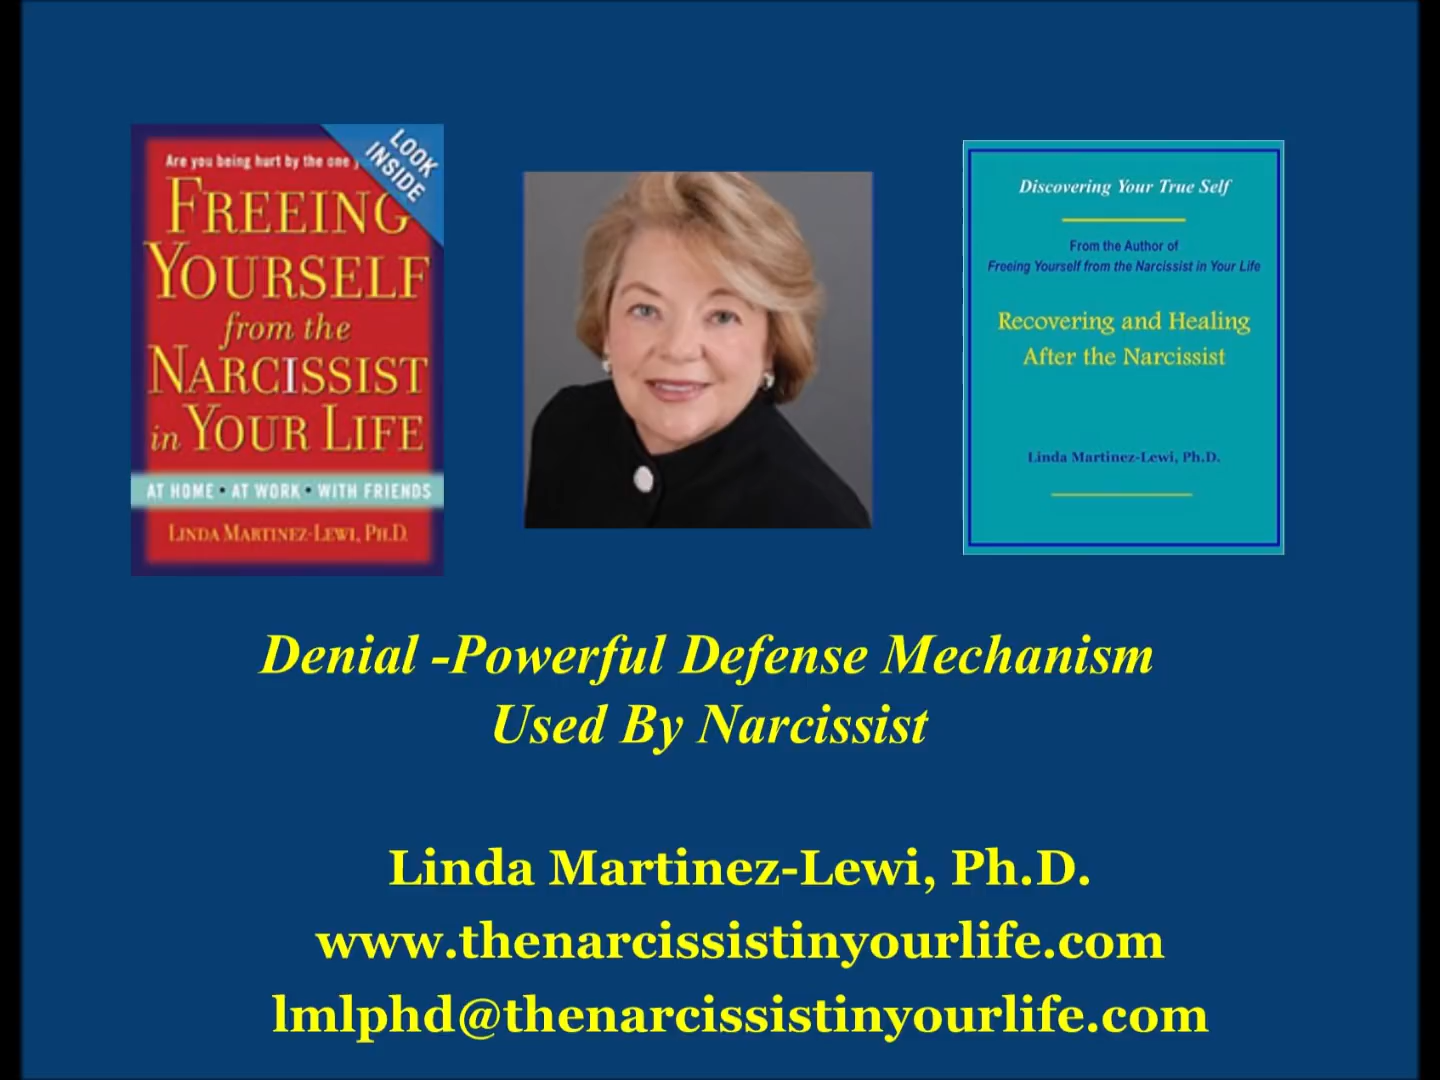 Are you being hurt by the one
LOOK
INSIDE
FREEING
YOURSELF
from the
NARCISSIST
in YOUR LIFE
AT HOME • AT WORK • WITH FRIENDS
LINDA MARTINEZ-LEWI, PH.D.
Discovering Your True Self
From the Author of
Freeing Yourself from the Narcissist in Your Life
Recovering and Healing
After the Narcissist
Linda Martinez-Lewi, Ph.D.
Denial -Powerful Defense Mechanism
Used By Narcissist
Linda Martinez-Lewi, Ph.D.
www.thenarcissistinyourlife.com
lmlphd@thenarcissistinyourlife.com